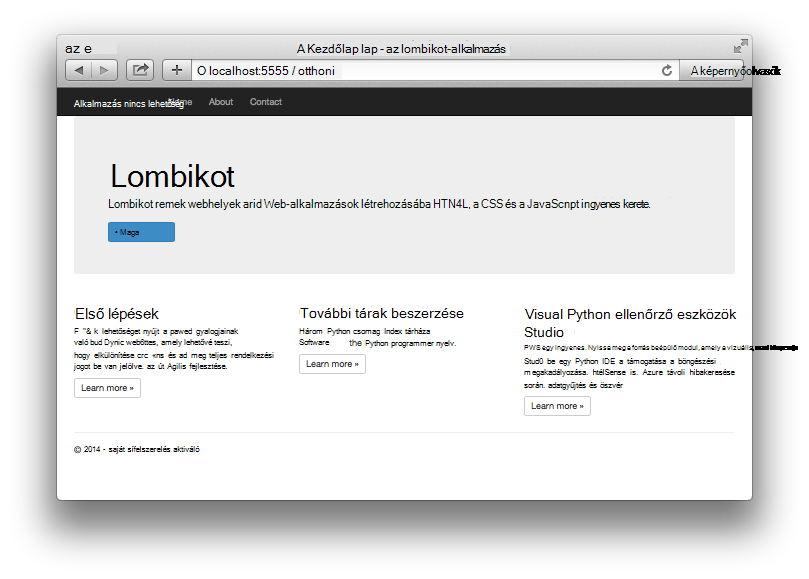 az e
A Kezdőlap lap - az lombikot-alkalmazás
O localhost:5555 / otthoni
A képernyőolvasók
Alkalmazás nincs lehetőség
Home About Contact
Lombikot
Lombikot remek webhelyek arid Web-alkalmazások létrehozásába HTN4L, a CSS és a JavaScnpt ingyenes kerete.
• Maga
Első lépések
F "& k lehetőséget nyújt a pawed gyalogjainak
való bud Dynic web6ttes, amely lehetővé teszi,
hogy elkülönítése crc «ns és ad meg teljes rendelkezési
jogot be van jelölve. az út Agilis fejlesztése.
Learn more »
További tárak beszerzése
Három Python csomag Index tárháza
Software the Python programmer nyelv.
Learn more »
Visual Python ellenőrző eszközök
Studio
PWS egy ingyenes. Nyissa meg a forrás beépülő modul, amely a vizuális
Stud0 be egy Python IDE a támogatása a böngészési
megakadályozása. htélSense is. Azure távoli hibakeresése
során. adatgyűjtés és öszvér
Learn more »
© 2014 - saját sífelszerelés aktiváló